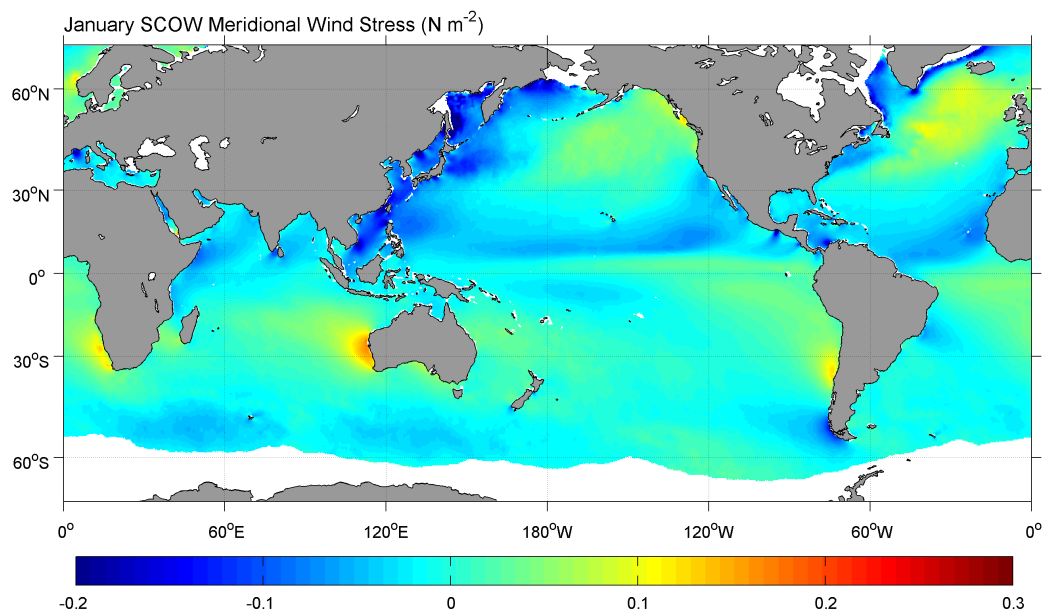 January SCOW Meridional Wind Stress (N m⁻²)
60°N
30°N
0°
30°S
60°S
0° 60°E 120°E 180°W 120°W 60°W 0°
-0.2 -0.1 0 0.1 0.2 0.3